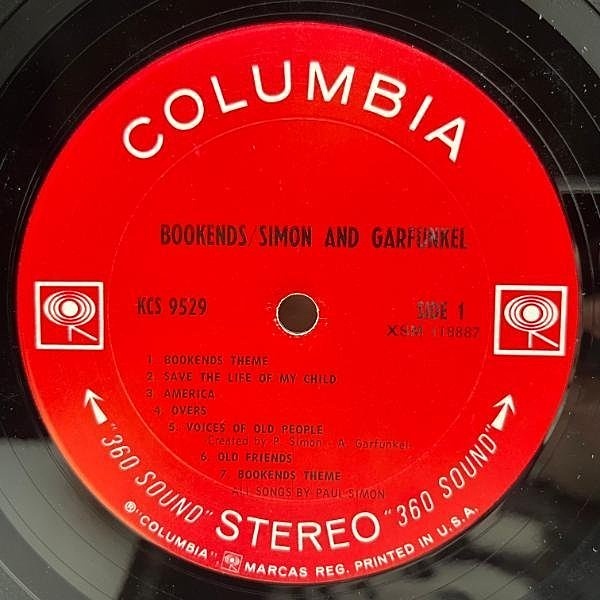 COLUMBIA
BOOKENDS/SIMON AND GARFUNKEL
KCS 9529
SIDE 1
XSM 118887
1. BOOKENDS THEME
2. SAVE THE LIFE OF MY CHILD
3. AMERICA
4. OVERS
5. VOICES OF OLD PEOPLE
Created by P. Simon - A. Garfunkel
6. OLD FRIENDS
7. BOOKENDS THEME
ALL SONGS BY PAUL SIMON
"360 SOUND" STEREO "360 SOUND"
®"COLUMBIA", MARCAS REG. PRINTED IN U.S.A.